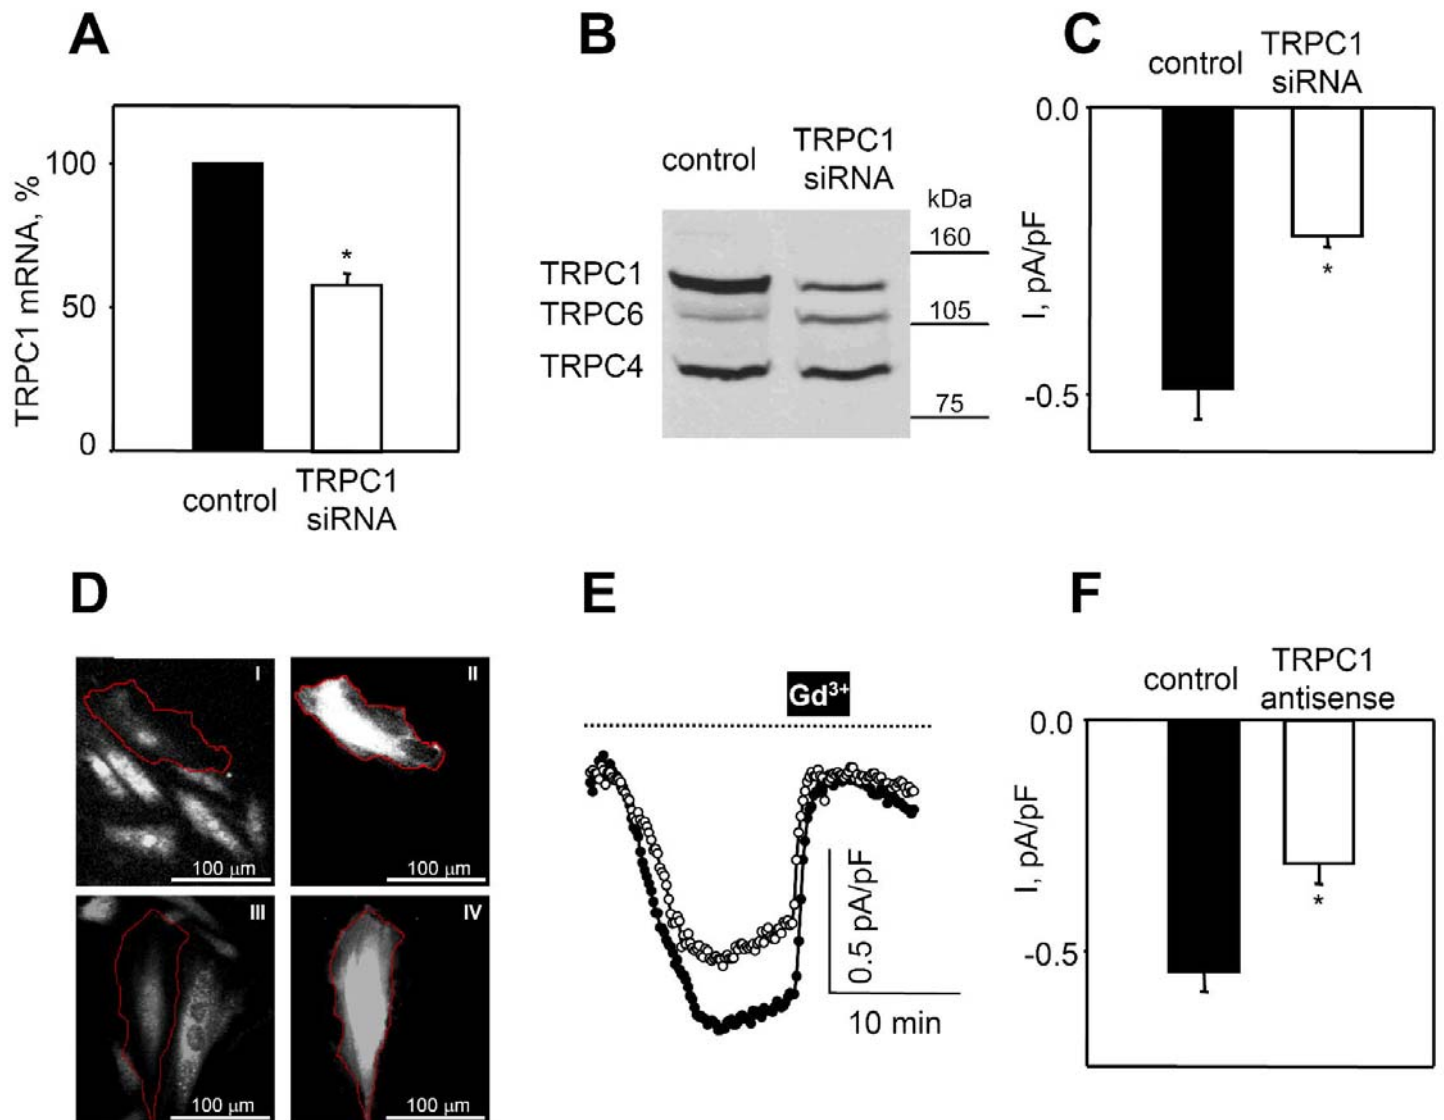 A
TRPC1 mRNA, %
100
50
0
*
control
TRPC1
siRNA
B
control
TRPC1
siRNA
kDa
160
105
75
TRPC1
TRPC6
TRPC4
C
control
TRPC1
siRNA
0.0
-0.5
I, pA/pF
*
D
I
100 µm
II
100 µm
III
100 µm
IV
100 µm
E
Gd³⁺
0.5 pA/pF
10 min
F
control
TRPC1
antisense
0.0
-0.5
I, pA/pF
*